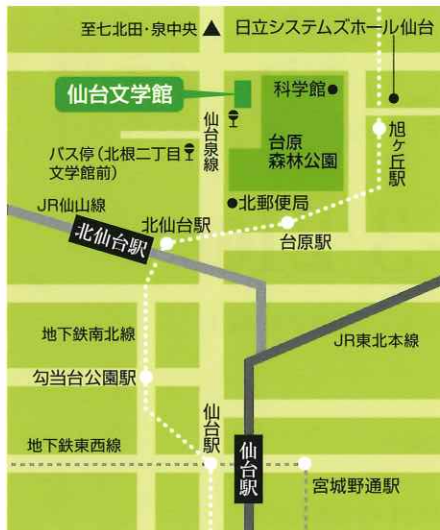 至七北田・泉中央
日立システムズホール仙台
仙台文学館
科学館
仙台泉線
旭ヶ丘駅
台原
森林公園
バス停（北根二丁目
文学館前）
北郵便局
JR仙山線
北仙台駅
北仙台駅
台原駅
地下鉄南北線
JR東北本線
勾当台公園駅
仙台駅
地下鉄東西線
仙台駅
宮城野通駅